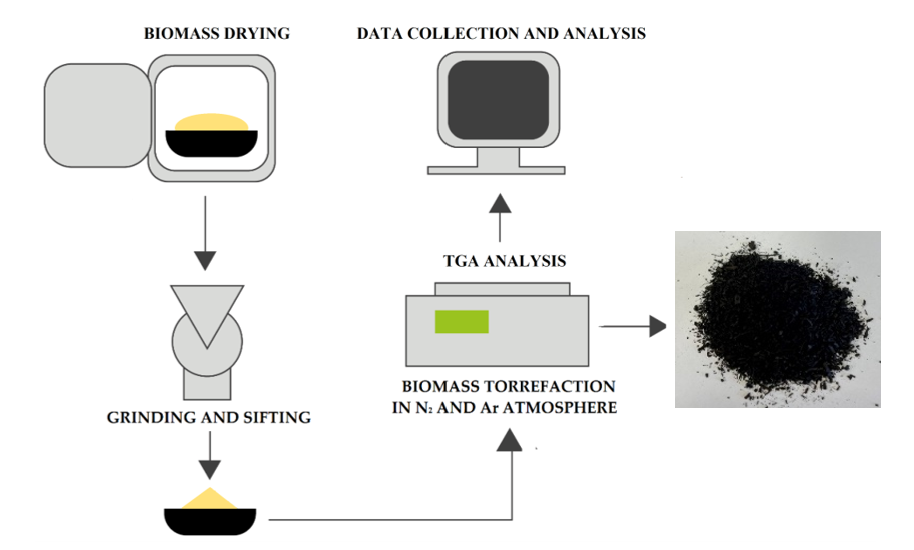 BIOMASS DRYING
DATA COLLECTION AND ANALYSIS
TGA ANALYSIS
BIOMASS TORREFACTION
IN N₂ AND Ar ATMOSPHERE
GRINDING AND SIFTING